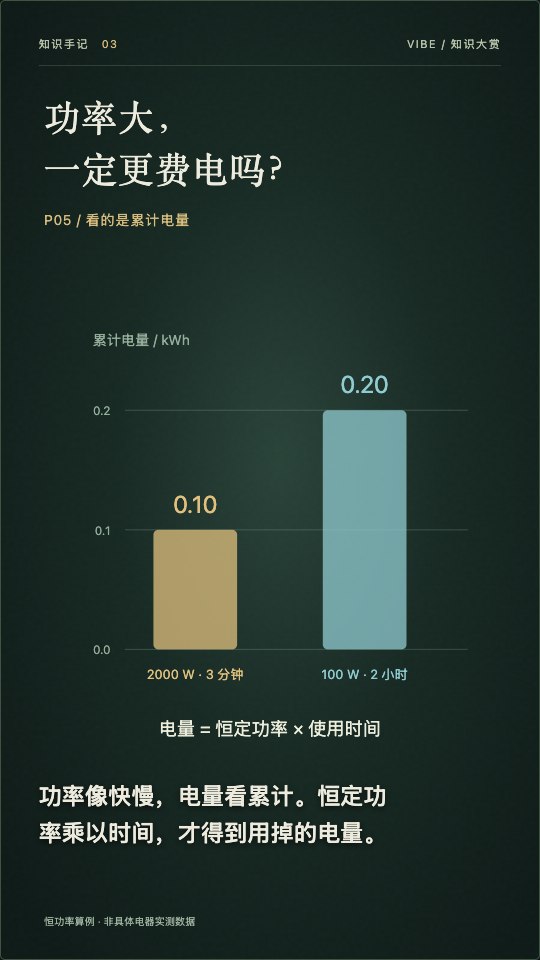 知识手记 03
VIBE / 知识大赏
功率大，
一定更费电吗？
P05 / 看的是累计电量
累计电量 / kWh
0.20
0.2
0.10
0.1
0.0
2000 W · 3 分钟
100 W · 2 小时
电量 = 恒定功率 × 使用时间
功率像快慢，电量看累计。恒定功
率乘以时间，才得到用掉的电量。
恒功率算例 · 非具体电器实测数据